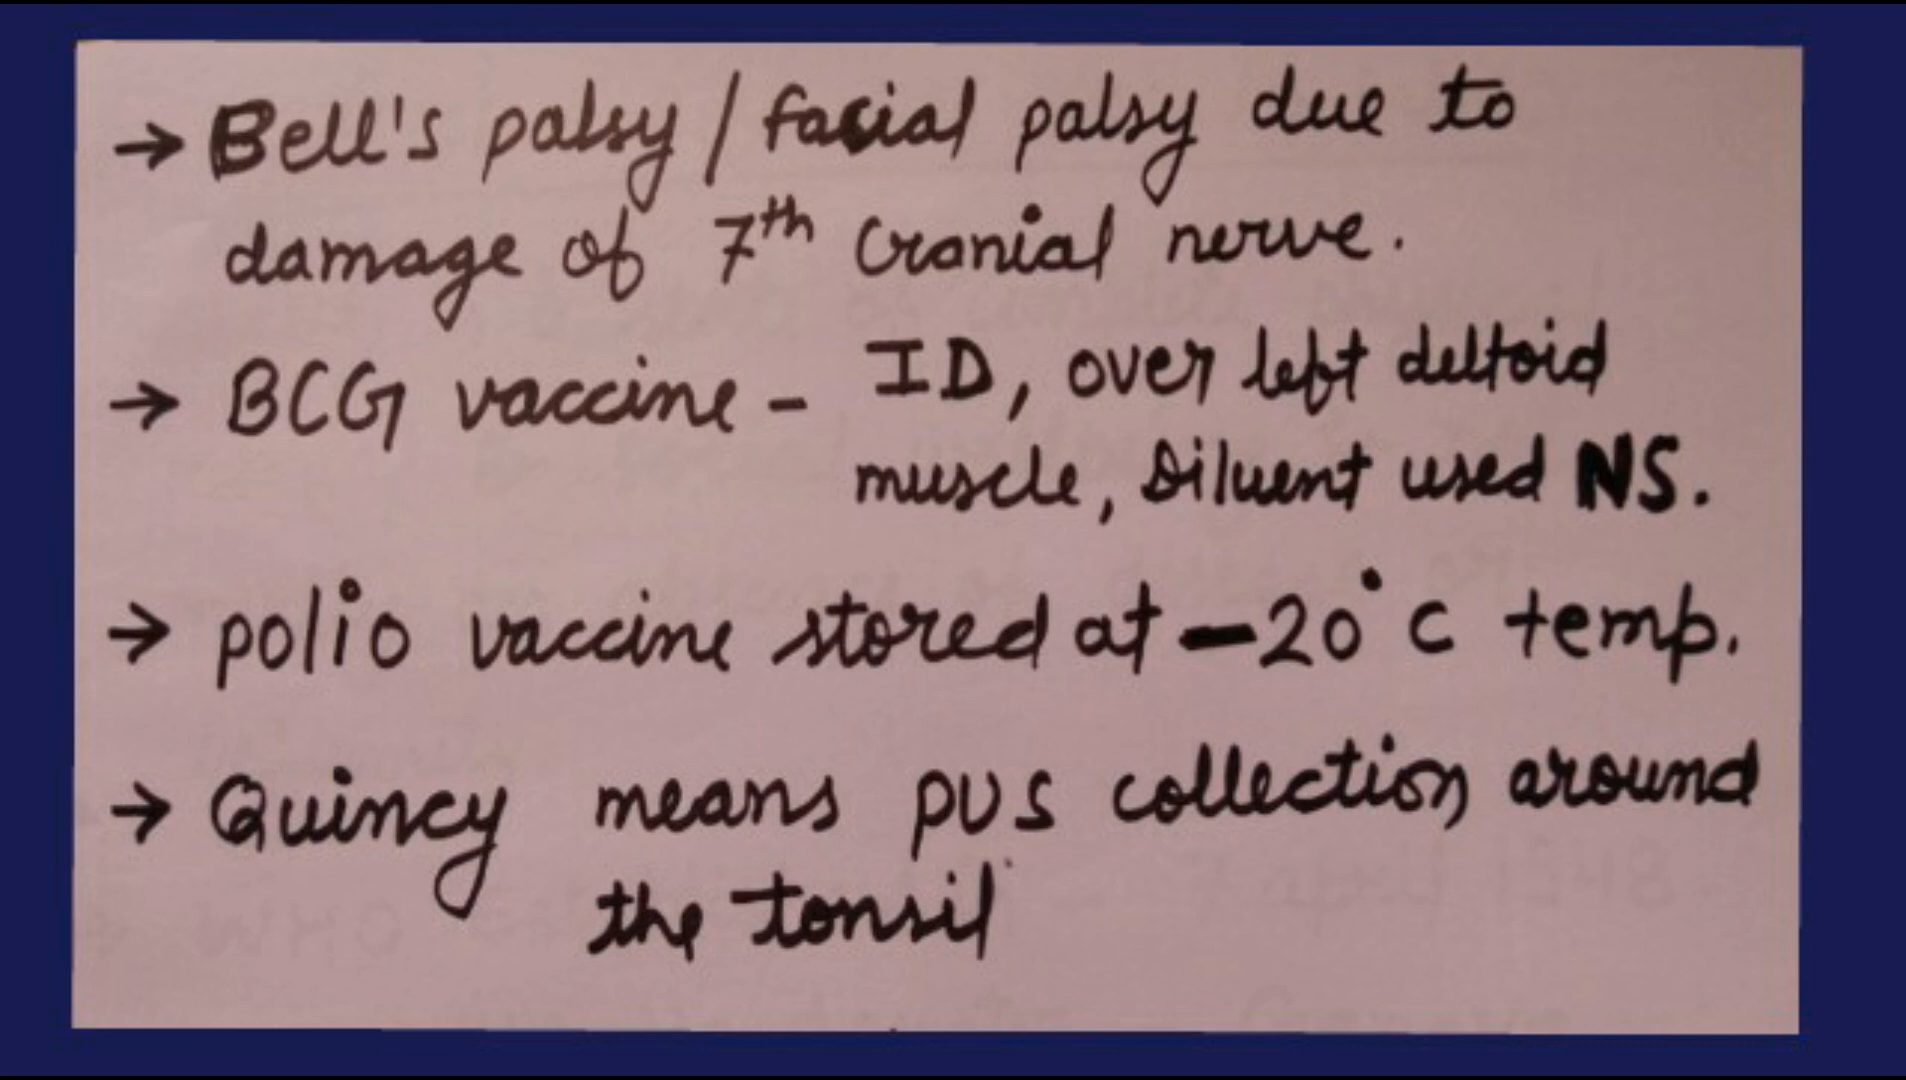 → Bell's palsy / facial palsy due to
damage of 7th Cranial nerve.
→ BCG vaccine - ID, over left deltoid
muscle, Diluent used NS.
→ polio vaccine stored at -20°C temp.
→ Quincy means pus collection around
the tonsil